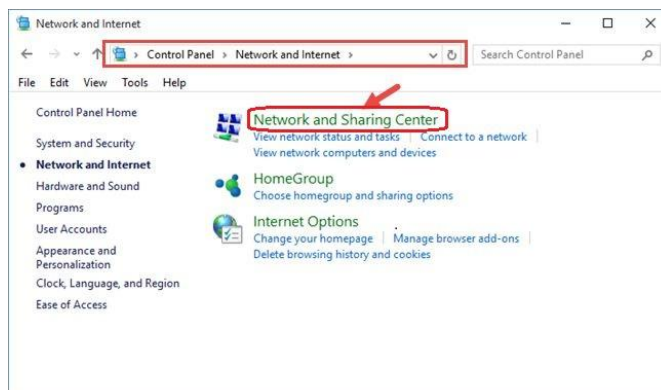 Network and Internet
Control Panel > Network and Internet >
Search Control Panel
File Edit View Tools Help
Control Panel Home
System and Security
Network and Internet
Hardware and Sound
Programs
User Accounts
Appearance and
Personalization
Clock, Language, and Region
Ease of Access
Network and Sharing Center
View network status and tasks | Connect to a network
View network computers and devices
HomeGroup
Choose homegroup and sharing options
Internet Options
Change your homepage | Manage browser add-ons
Delete browsing history and cookies